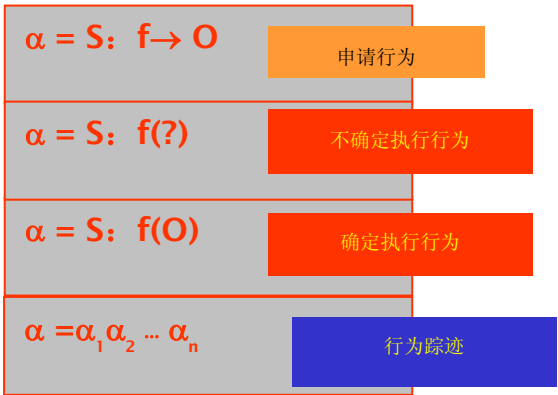 α = S：f→ O
申请行为
α = S：f(?)
不确定执行行为
α = S：f(O)
确定执行行为
α =α₁α₂ … αₙ
行为踪迹